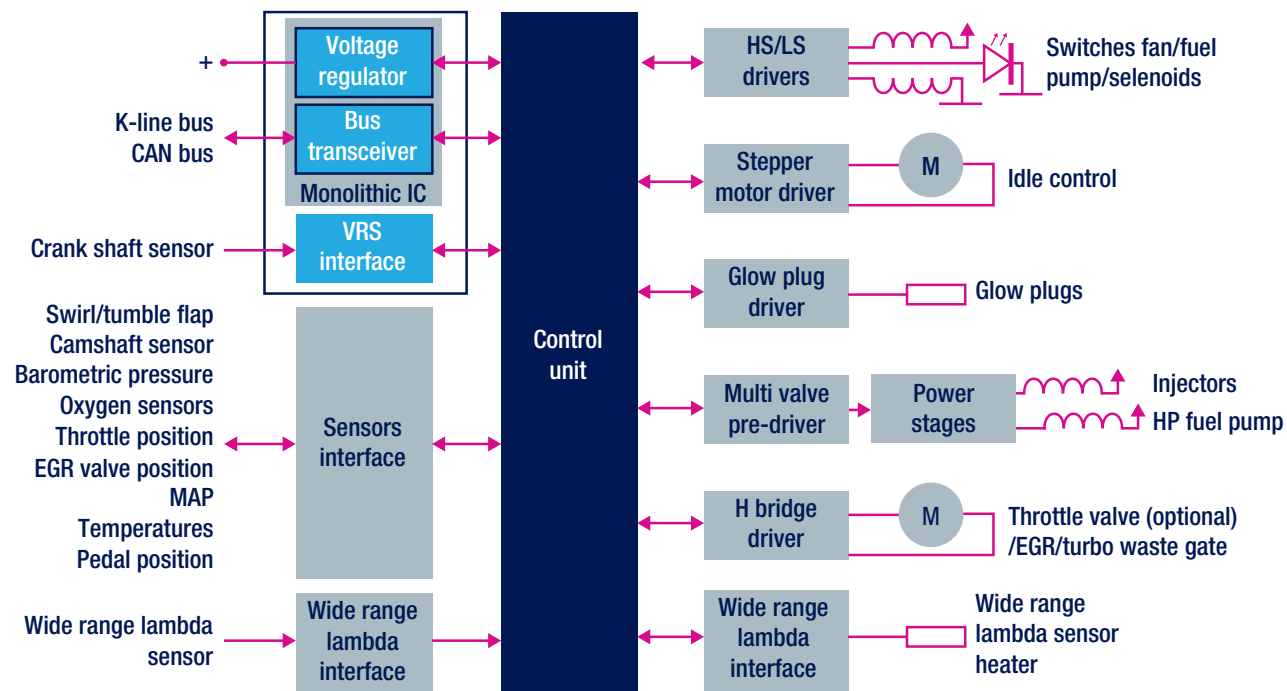 +
Voltage
regulator
K-line bus
CAN bus
Bus
transceiver
Monolithic IC
Crank shaft sensor
VRS
interface
Swirl/tumble flap
Camshaft sensor
Barometric pressure
Oxygen sensors
Throttle position
EGR valve position
MAP
Temperatures
Pedal position
Sensors
interface
Wide range lambda
sensor
Wide range
lambda
interface
Control
unit
HS/LS
drivers
Switches fan/fuel
pump/selenoids
Stepper
motor driver
M
Idle control
Glow plug
driver
Glow plugs
Multi valve
pre-driver
Power
stages
Injectors
HP fuel pump
H bridge
driver
M
Throttle valve (optional)
/EGR/turbo waste gate
Wide range
lambda
interface
Wide range
lambda sensor
heater